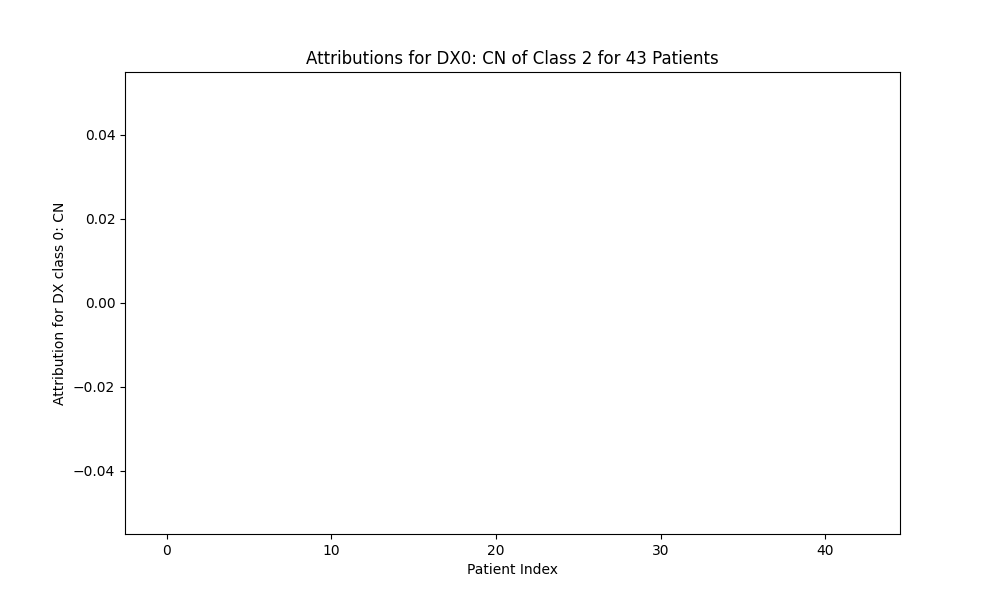 Attributions for DX0: CN of Class 2 for 43 Patients
Attribution for DX class 0: CN
0.04
0.02
0.00
−0.02
−0.04
0 10 20 30 40
Patient Index